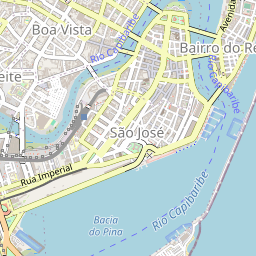 Boa Vista
Rio Capibaribe
Avenida
Bairro do Re
Rio Capibaribe
eite
São José
Rua Imperial
Rio Capibaribe
Bacia
do Pina